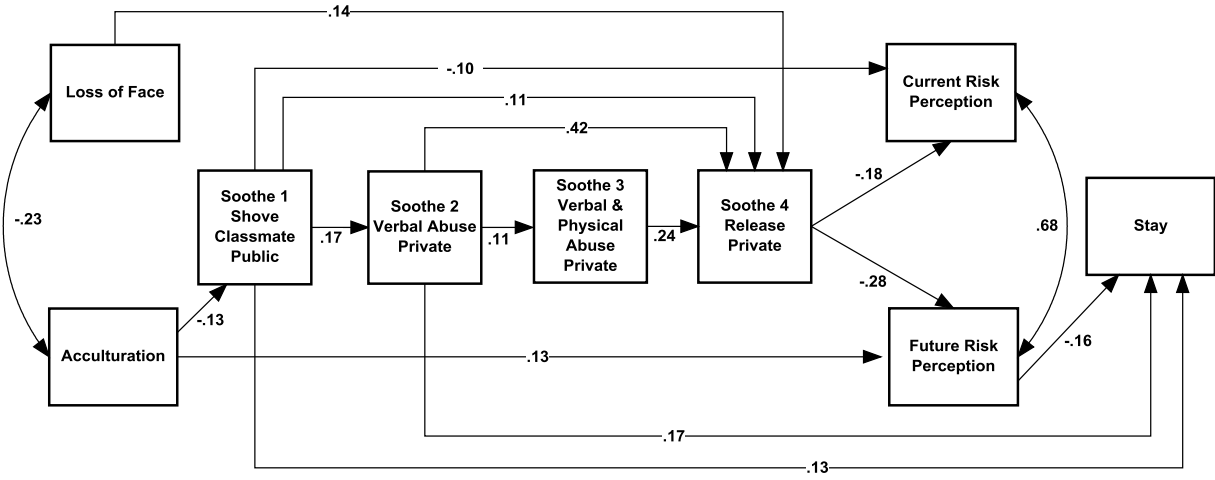 .14
Loss of Face
Current Risk
Perception
-.10
.11
.42
-.18
-.23
Soothe 1
Shove
Classmate
Public
.17
Soothe 2
Verbal Abuse
Private
.11
Soothe 3
Verbal &
Physical
Abuse
Private
.24
Soothe 4
Release
Private
.68
Stay
-.28
-.13
Acculturation
.13
Future Risk
Perception
-.16
.17
.13